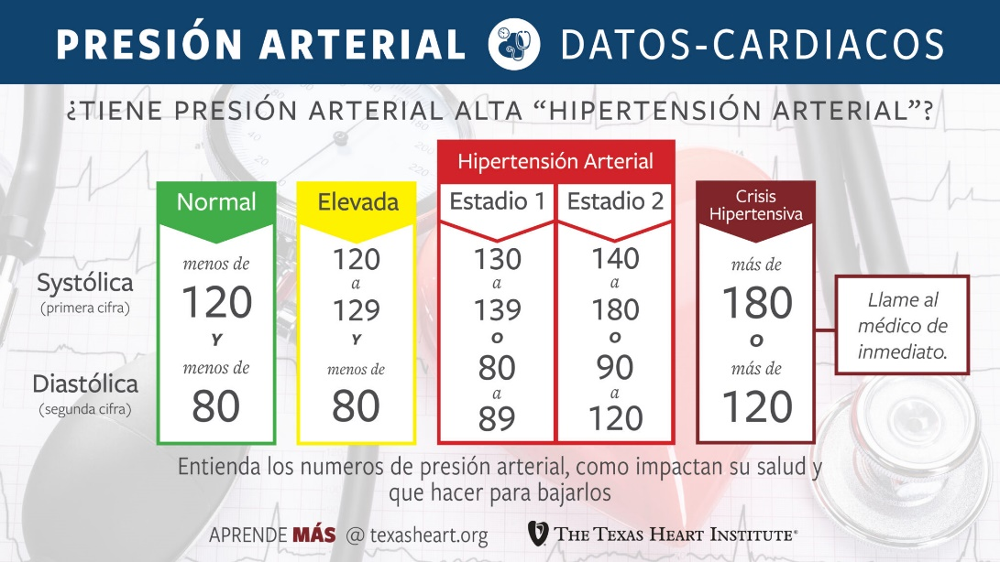 PRESIÓN ARTERIAL DATOS-CARDIACOS
¿TIENE PRESIÓN ARTERIAL ALTA “HIPERTENSIÓN ARTERIAL”?
Hipertensión Arterial
Normal
Elevada
Estadio 1
Estadio 2
Crisis
Hipertensiva
Systólica
(primera cifra)
Diastólica
(segunda cifra)
menos de
120
Y
menos de
80
120
a
129
Y
menos de
80
130
a
139
O
80
a
89
140
a
180
O
90
a
120
más de
180
O
más de
120
Llame al
médico de
inmediato.
Entienda los numeros de presión arterial, como impactan su salud y
que hacer para bajarlos
APRENDE MÁS @ texasheart.org
THE TEXAS HEART INSTITUTE®